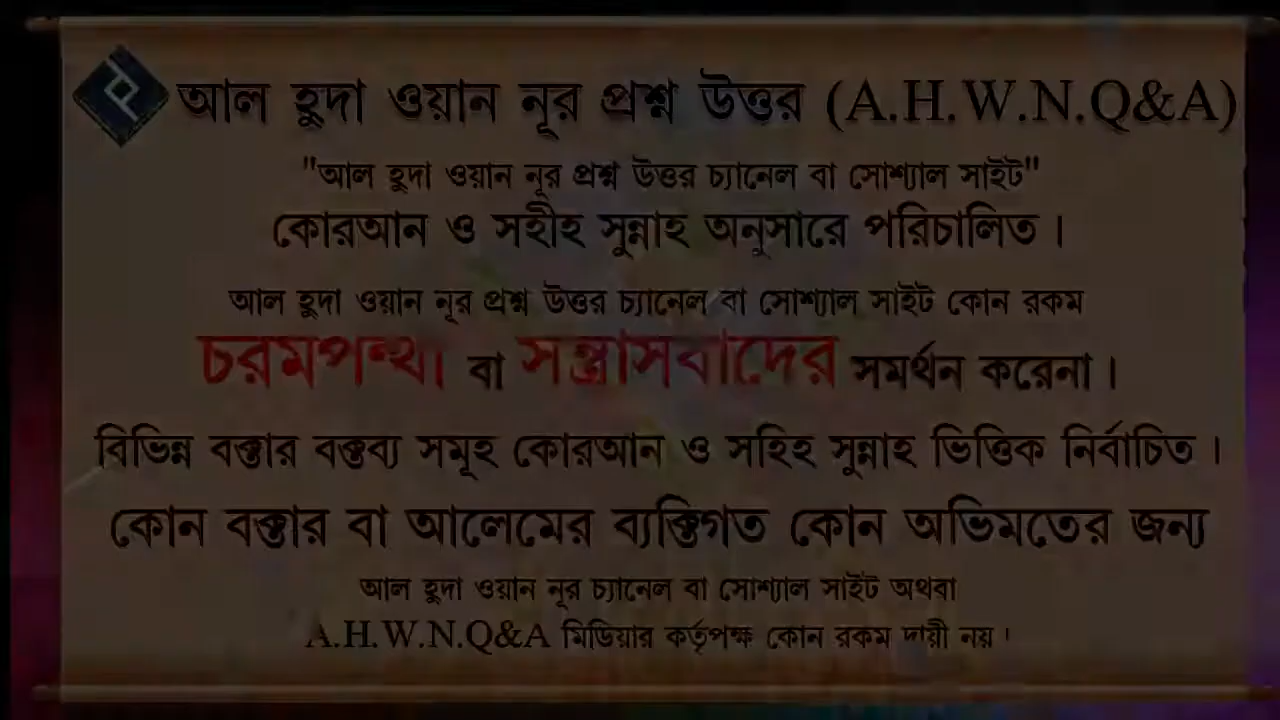 আল হুদা ওয়ান নূর প্রশ্ন উত্তর (A.H.W.N.Q&A)
"আল হুদা ওয়ান নূর প্রশ্ন উত্তর চ্যানেল বা সোশ্যাল সাইট"
কোরআন ও সহীহ সুন্নাহ অনুসারে পরিচালিত।
আল হুদা ওয়ান নূর প্রশ্ন উত্তর চ্যানেল বা সোশ্যাল সাইট কোন রকম
চরমপন্থা বা সন্ত্রাসবাদের সমর্থন করেনা।
বিভিন্ন বক্তার বক্তব্য সমূহ কোরআন ও সহিহ সুন্নাহ ভিত্তিক নির্বাচিত।
কোন বক্তার বা আলেমের ব্যক্তিগত কোন অভিমতের জন্য
আল হুদা ওয়ান নূর চ্যানেল বা সোশ্যাল সাইট অথবা
A.H.W.N.Q&A মিডিয়ার কর্তৃপক্ষ কোন রকম দায়ী নয়।